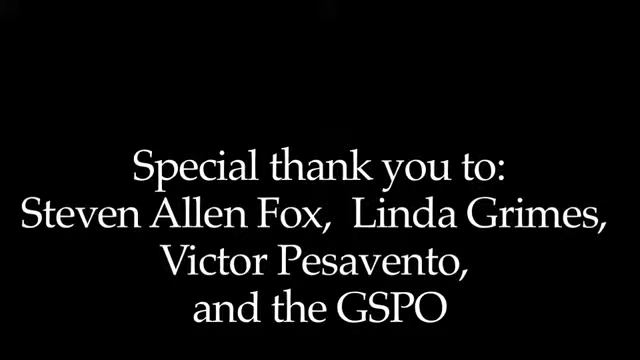 Special thank you to:
Steven Allen Fox,  Linda Grimes,
Victor Pesavento,
and the GSPO